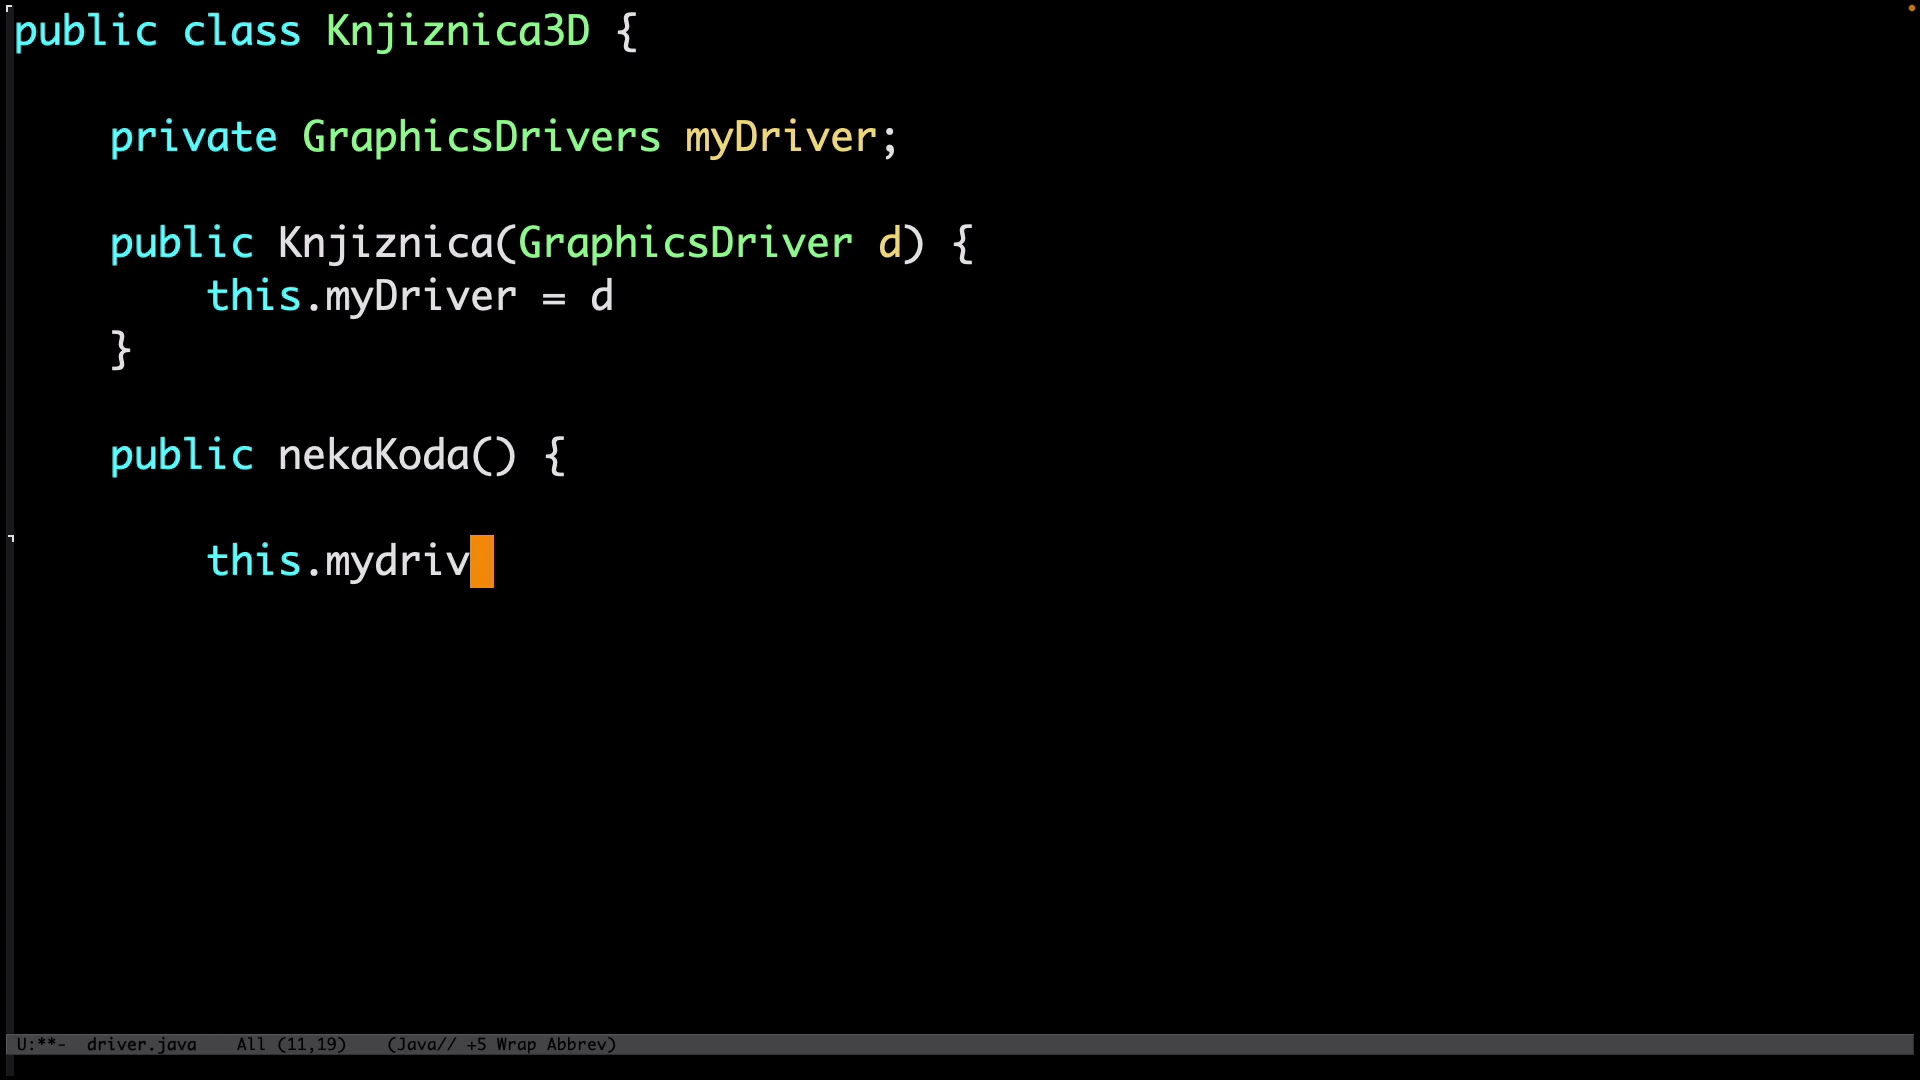 public class Knjiznica3D {
private GraphicsDrivers myDriver;
public Knjiznica(GraphicsDriver d) {
this.myDriver = d
}
public nekaKoda() {
this.mydriv
U:**-  driver.java    All (11,19)    (Java// +5 Wrap Abbrev)